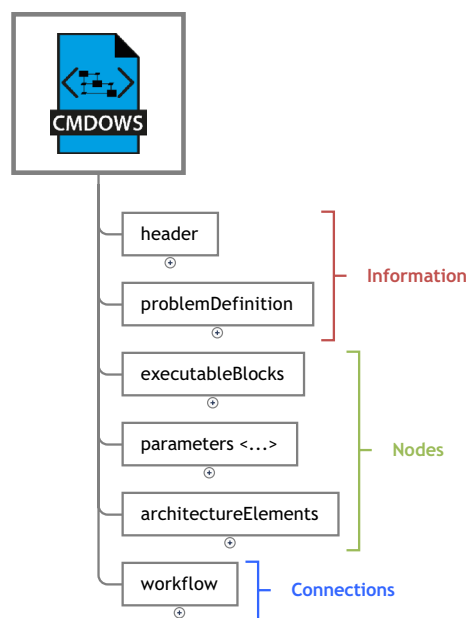 CMDOWS
header
problemDefinition
Information
executableBlocks
parameters <...>
Nodes
architectureElements
workflow
Connections